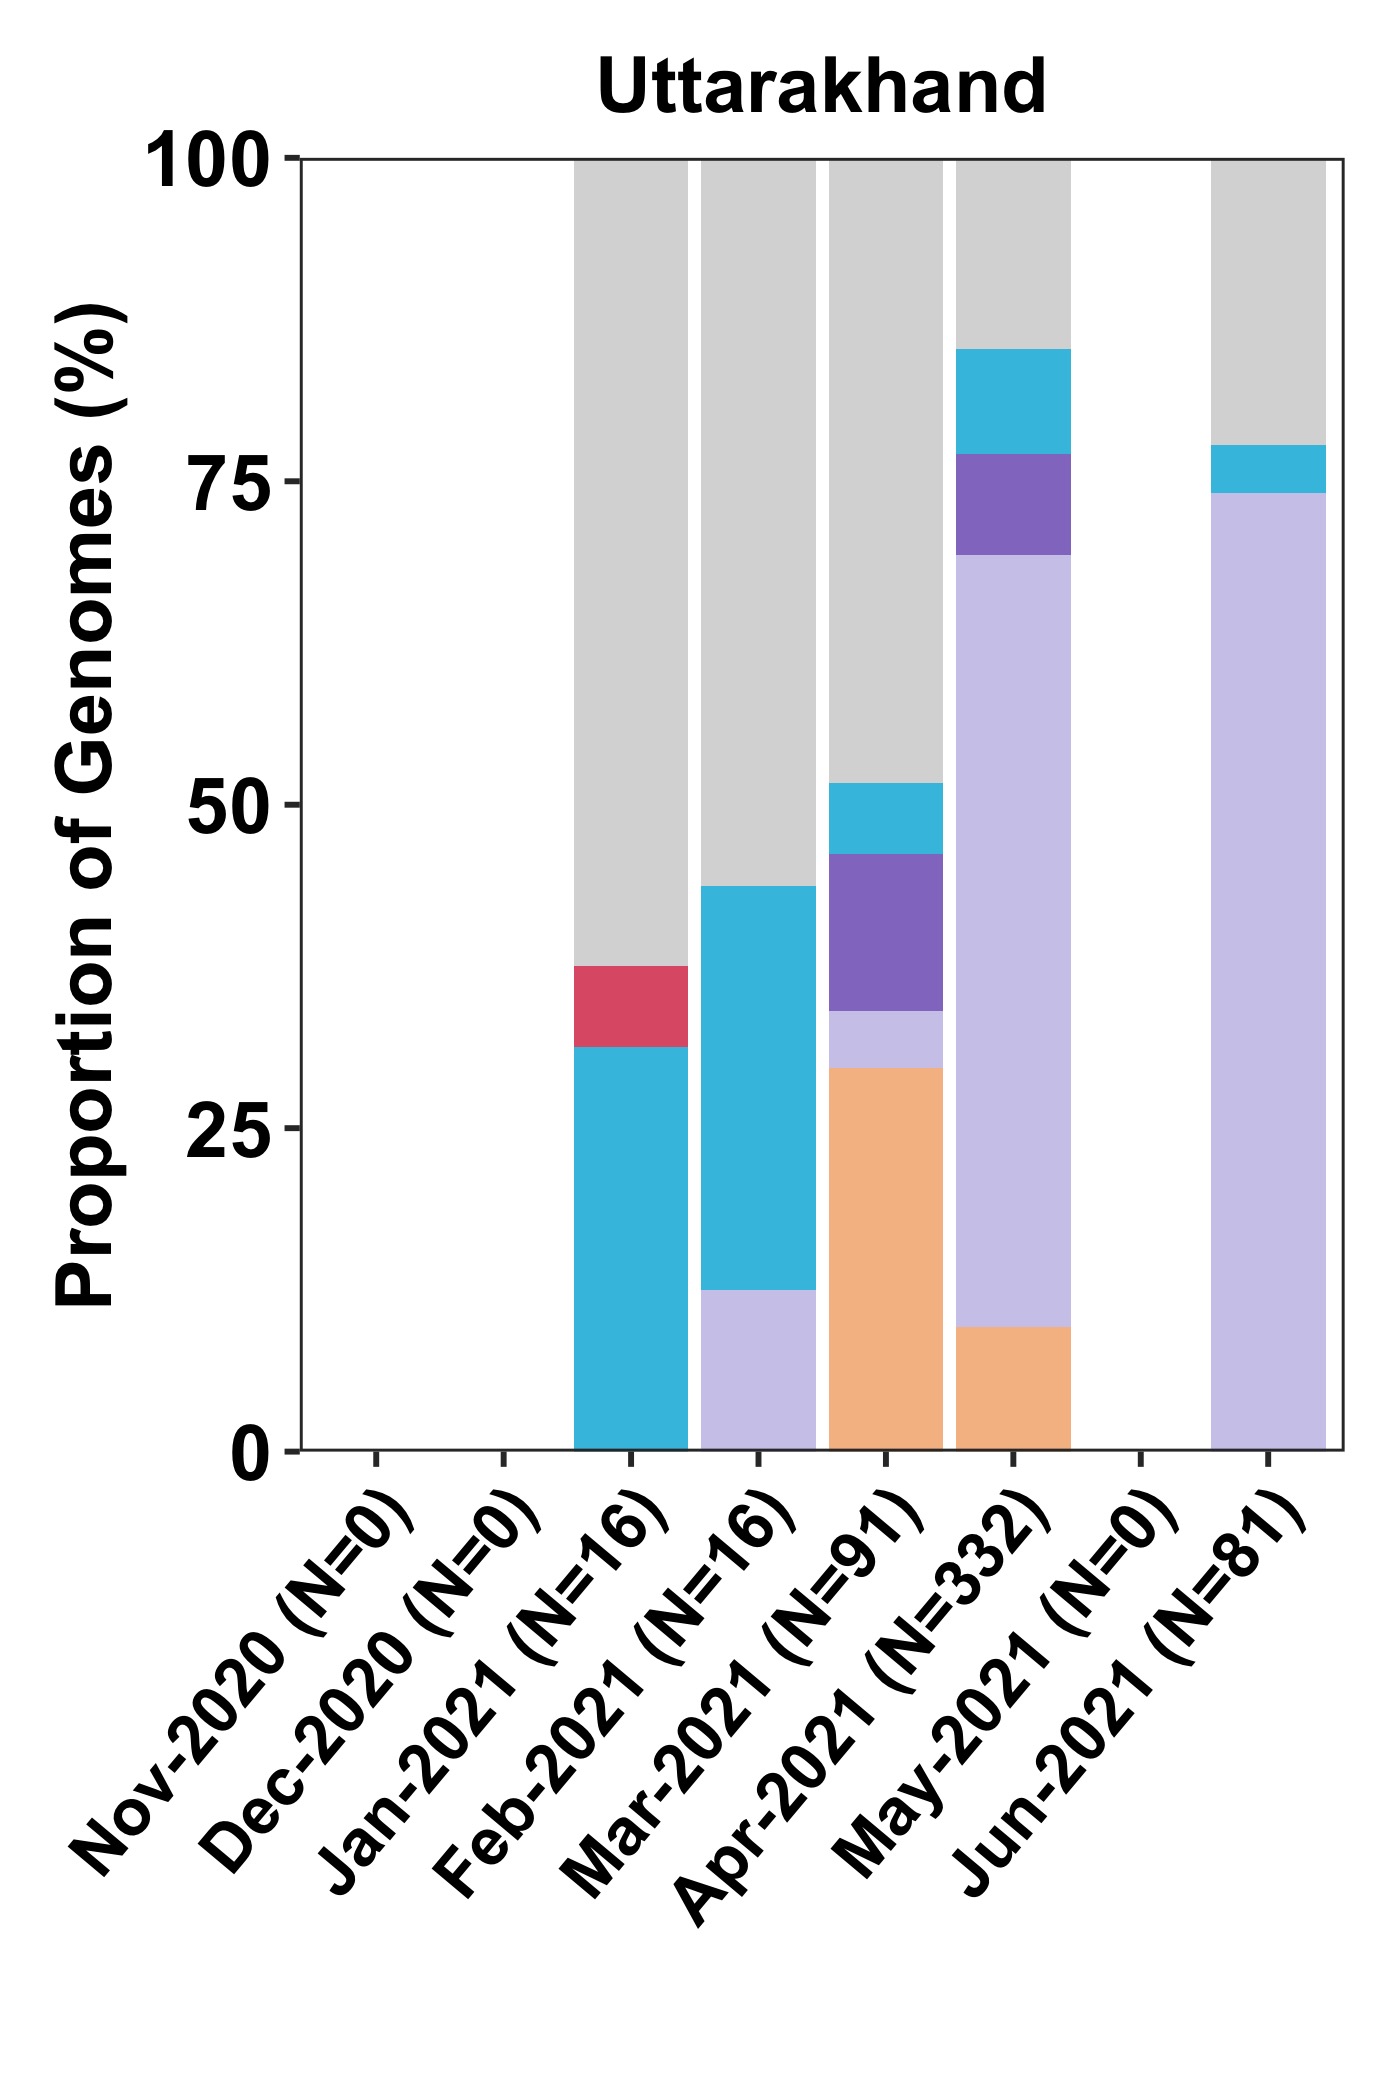 Uttarakhand
Proportion of Genomes (%)
100
75
50
25
0
Nov-2020 (N=0)
Dec-2020 (N=0)
Jan-2021 (N=16)
Feb-2021 (N=16)
Mar-2021 (N=91)
Apr-2021 (N=332)
May-2021 (N=0)
Jun-2021 (N=81)